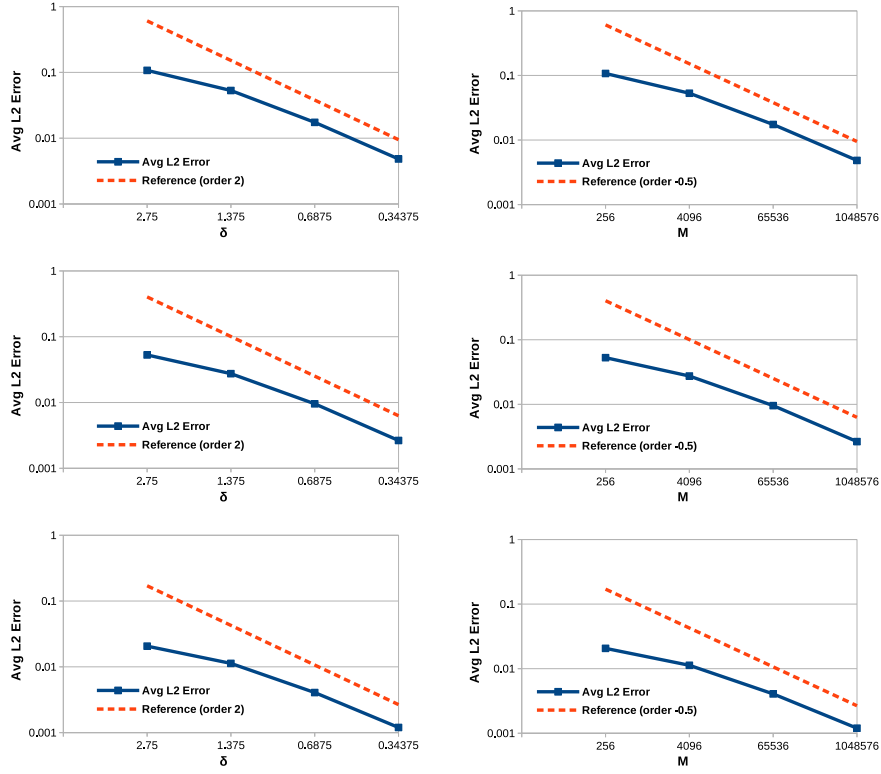 1
0.1
0.01
0.001
Avg L2 Error
Avg L2 Error
Reference (order 2)
2.75 1.375 0.6875 0.34375
δ
1
0.1
0.01
0.001
Avg L2 Error
Avg L2 Error
Reference (order -0.5)
256 4096 65536 1048576
M
1
0.1
0.01
0.001
Avg L2 Error
Avg L2 Error
Reference (order 2)
2.75 1.375 0.6875 0.34375
δ
1
0.1
0.01
0.001
Avg L2 Error
Avg L2 Error
Reference (order -0.5)
256 4096 65536 1048576
M
1
0.1
0.01
0.001
Avg L2 Error
Avg L2 Error
Reference (order 2)
2.75 1.375 0.6875 0.34375
δ
1
0.1
0.01
0.001
Avg L2 Error
Avg L2 Error
Reference (order -0.5)
256 4096 65536 1048576
M